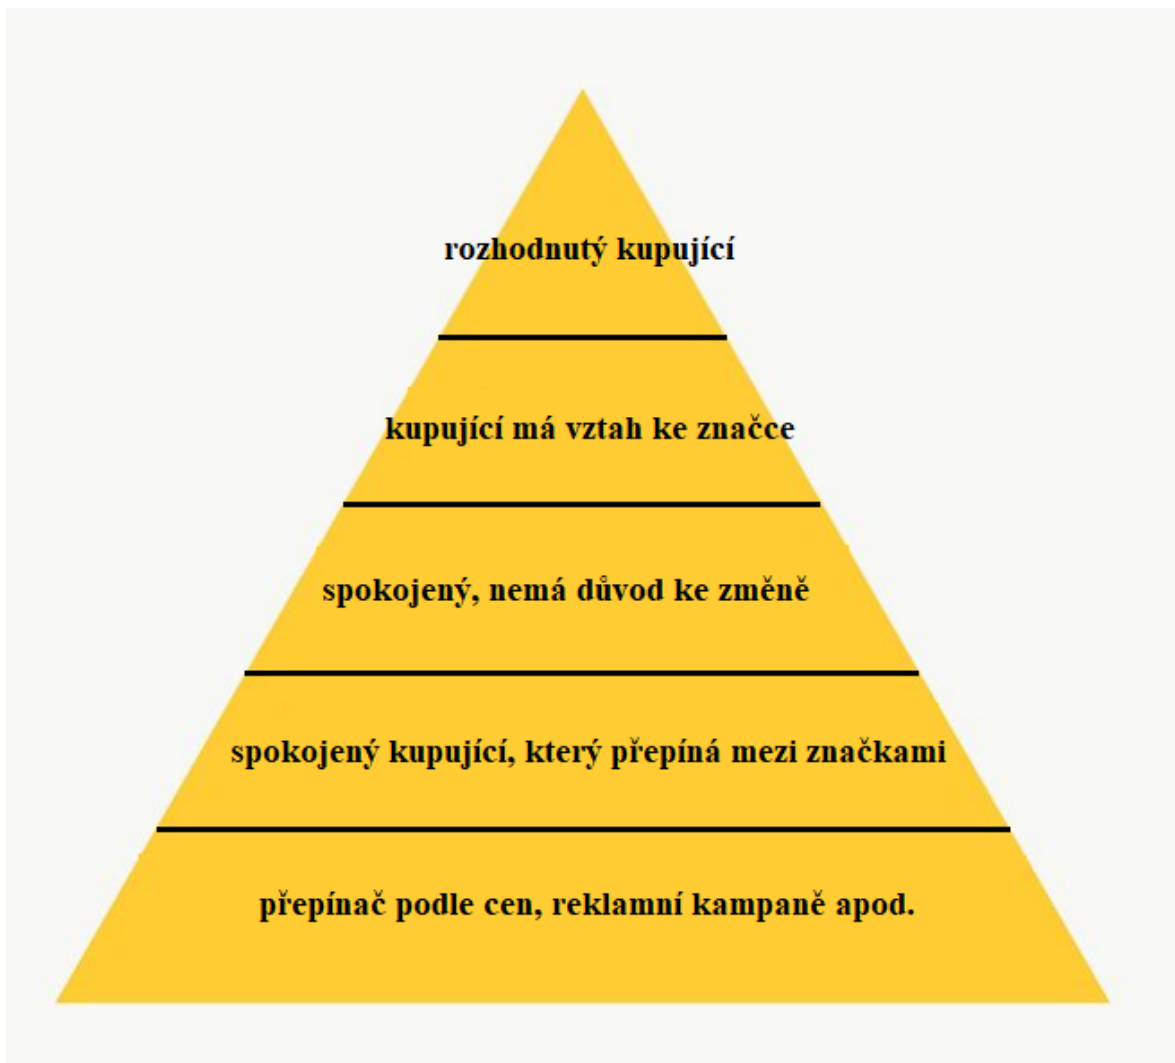 rozhodnutý kupující
kupující má vztah ke značce
spokojený, nemá důvod ke změně
spokojený kupující, který přepíná mezi značkami
přepínač podle cen, reklamní kampaně apod.